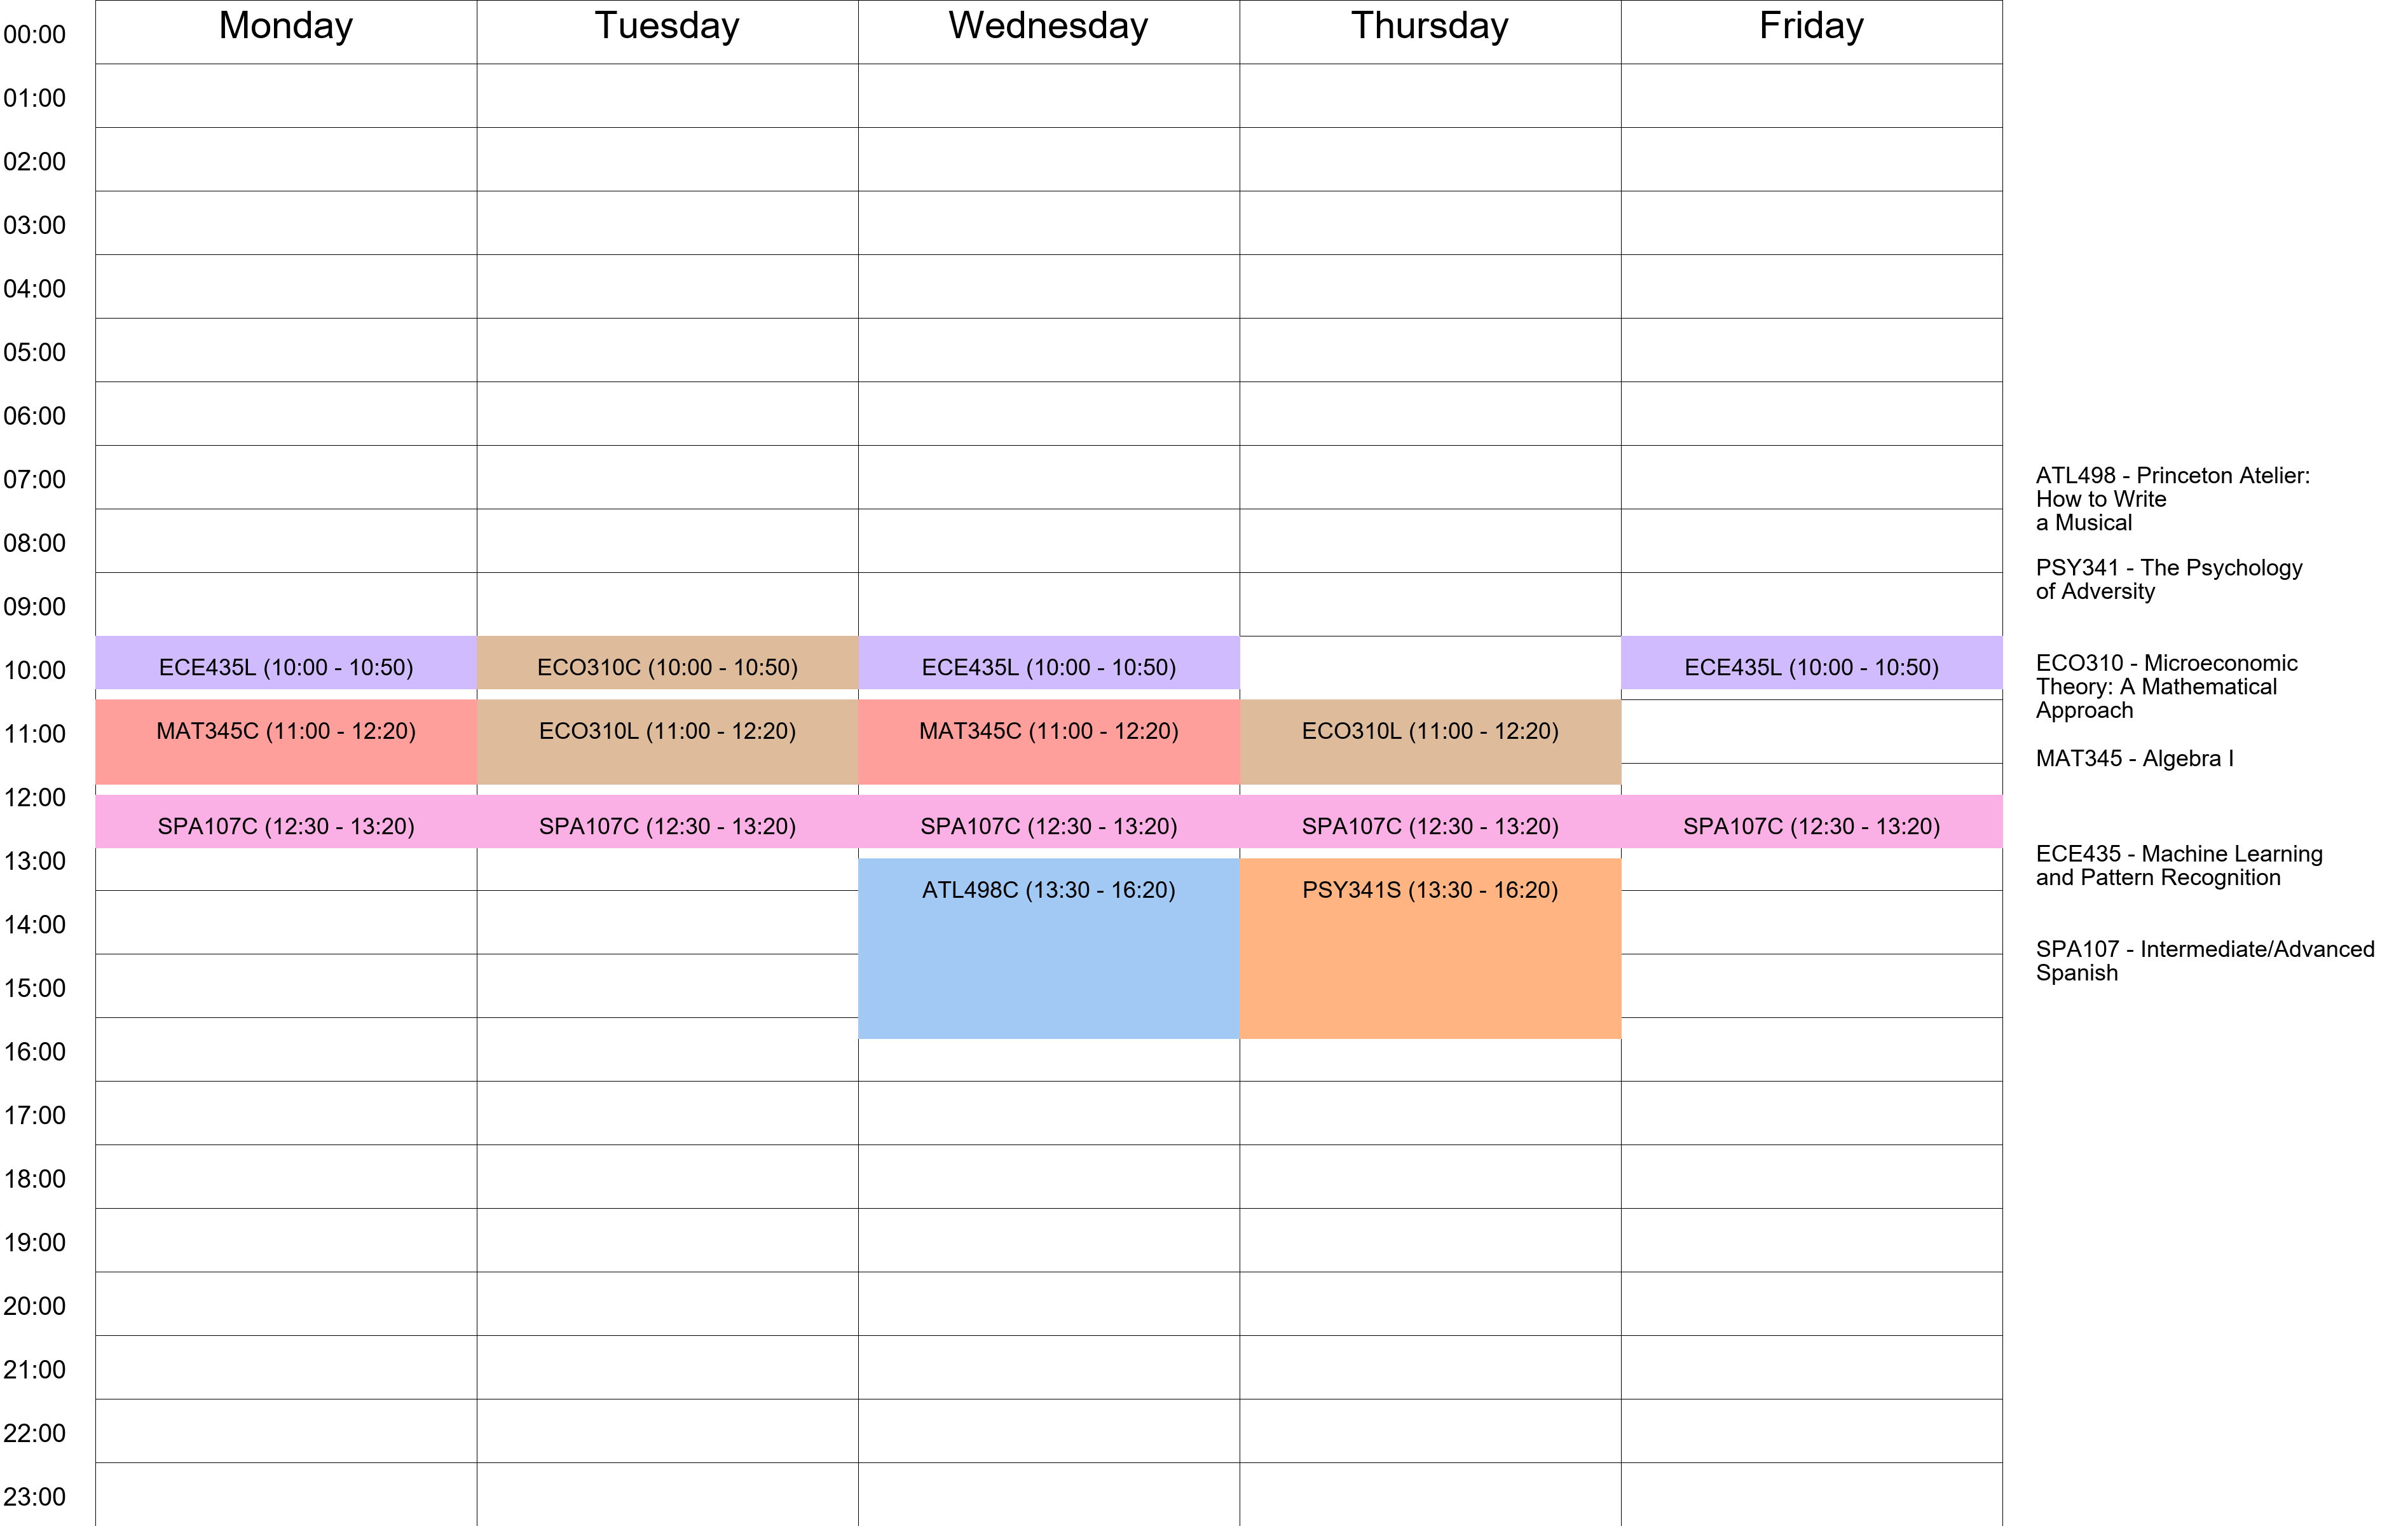 Monday Tuesday Wednesday Thursday Friday
00:00
01:00
02:00
03:00
04:00
05:00
06:00
07:00
08:00
09:00
10:00 ECE435L (10:00 - 10:50) ECO310C (10:00 - 10:50) ECE435L (10:00 - 10:50) ECE435L (10:00 - 10:50)
11:00 MAT345C (11:00 - 12:20) ECO310L (11:00 - 12:20) MAT345C (11:00 - 12:20) ECO310L (11:00 - 12:20)
12:00
SPA107C (12:30 - 13:20) SPA107C (12:30 - 13:20) SPA107C (12:30 - 13:20) SPA107C (12:30 - 13:20) SPA107C (12:30 - 13:20)
13:00
ATL498C (13:30 - 16:20) PSY341S (13:30 - 16:20)
14:00
15:00
16:00
17:00
18:00
19:00
20:00
21:00
22:00
23:00
ATL498 - Princeton Atelier:
How to Write
a Musical
PSY341 - The Psychology
of Adversity
ECO310 - Microeconomic
Theory: A Mathematical
Approach
MAT345 - Algebra I
ECE435 - Machine Learning
and Pattern Recognition
SPA107 - Intermediate/Advanced
Spanish